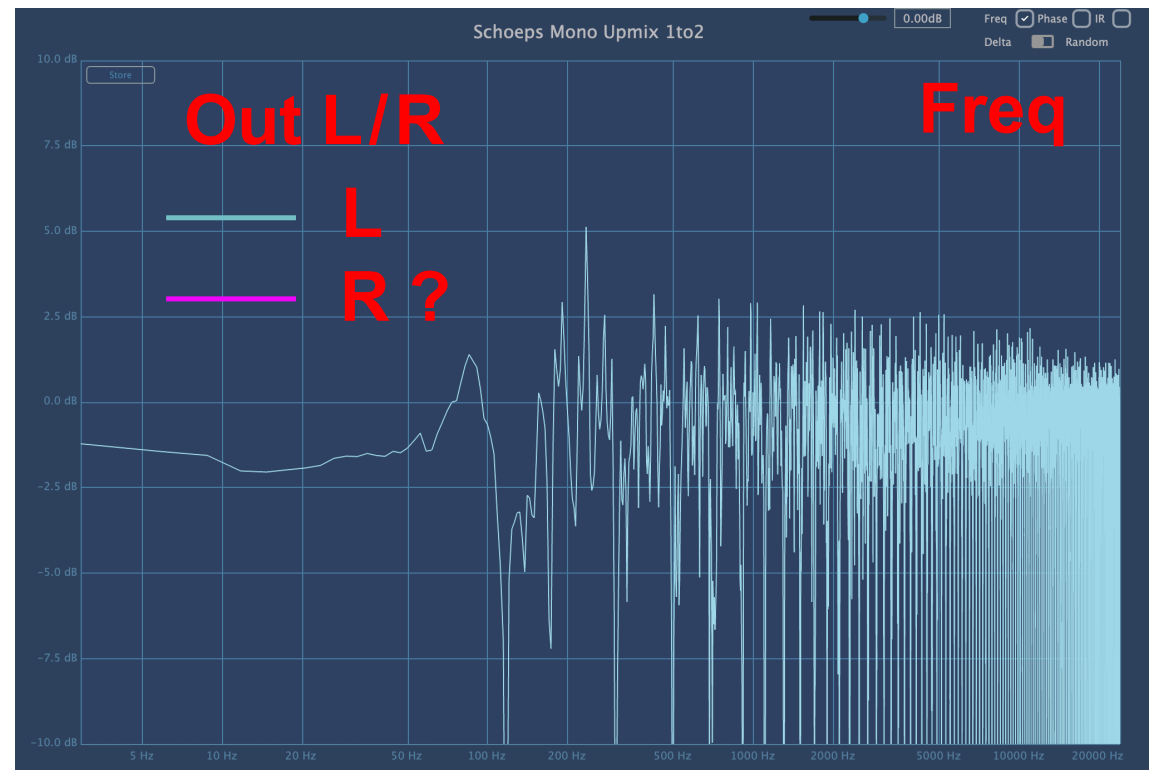 Schoeps Mono Upmix 1to2
0.00dB
Freq Phase IR
Delta Random
10.0 dB
Store
Out L/R
Freq
7.5 dB
L
5.0 dB
R ?
2.5 dB
0.0 dB
−2.5 dB
−5.0 dB
−7.5 dB
−10.0 dB
5 Hz 10 Hz 20 Hz 50 Hz 100 Hz 200 Hz 500 Hz 1000 Hz 2000 Hz 5000 Hz 10000 Hz 20000 Hz